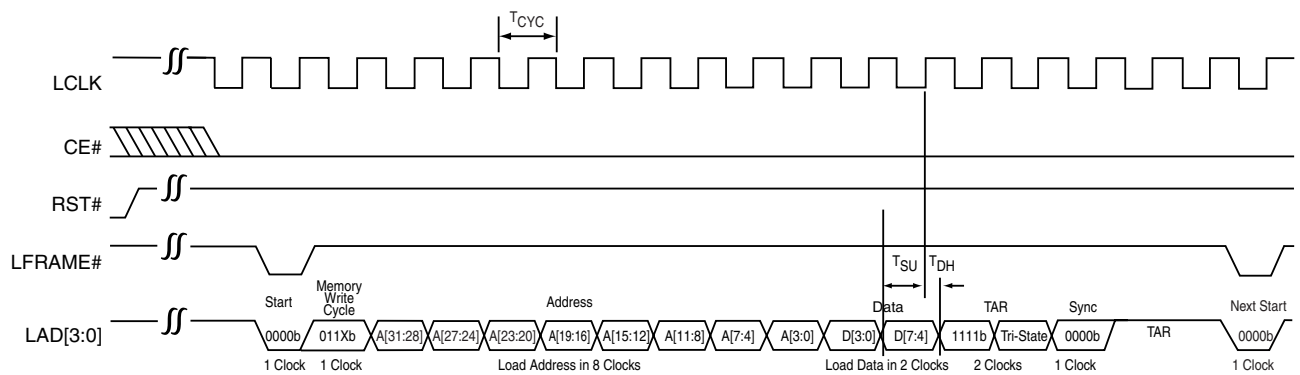 TCYC
LCLK
CE#
RST#
LFRAME#
TSU TDH
Start Memory Write Cycle Address Data TAR Sync Next Start
LAD[3:0] 0000b 011Xb A[31:28] A[27:24] A[23:20] A[19:16] A[15:12] A[11:8] A[7:4] A[3:0] D[3:0] D[7:4] 1111b Tri-State 0000b TAR 0000b
1 Clock 1 Clock Load Address in 8 Clocks Load Data in 2 Clocks 2 Clocks 1 Clock 1 Clock